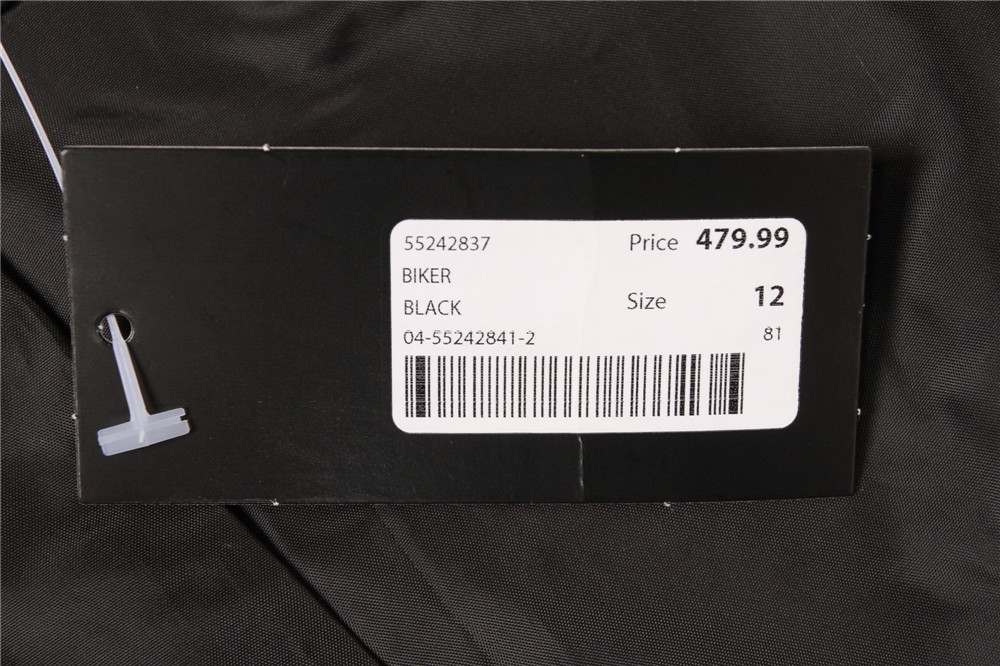 55242837 Price 479.99
BIKER
BLACK Size 12
04-55242841-2 81